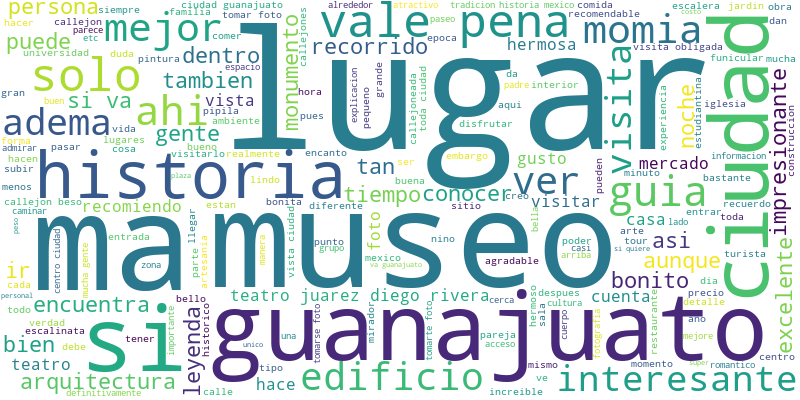 lugar
museo
ma
guanajuato
historia
si
ciudad
solo
ahi
adema
mejor
vale pena
momia
visita
guia
ver
edificio
interesante
persona
puede
tambien
dentro
recorrido
monumento
hermosa
si va
vista
gente
tan
tiempo
conocer
foto
gusto
visitar
casa
mercado
asi
aunque
bonito
impresionante
excelente
noche
ir
recomiendo
encuentra
bien
teatro
arquitectura
leyenda
hace
teatro juarez
diego rivera
cuenta
siempre
familia
ciudad guanajuato
tomar foto
alrededor
atractivo
tradicion historia mexico
comida
escalera
jardin
obra
hacer
callejon
parece
comer
callejones
epoca
paseo
recomendable
visita obligada
dan
etc
duda
universidad
pintura
espacio
hora
explicacion
pequeno
grande
callejoneada
toda ciudad
da
padre
interior
funicular
mucha
gran
buen
pipila
ambiente
pues
aqui
disfrutar
experiencia
estudiantina
iglesia
construccion
forma
vida
lugares
cosa
bueno
admirar
pasar
visitarlo
realmente
encanto
ser
embargo
informacion
hacen
subir
menos
lindo
buena
pueden
minuto
bastante
callejon beso
plaza
bonita
diferente
creo
sitio
entrar
toda
recuerdo
caminar
peso
centro ciudad
mucha gente
entrada
zona
parte llegar
artesania
estan
manera
vista ciudad
punto
grupo
mexico
va guanajuato
nino
agradable
bella
poder
casi
arriba
arte
tour
si quiere
lado
turista
cada
personal
todo
verdad
escalinata
debe
tener
importante
definitivamente
bello
historico
calle
tipo
unico
una
increible
tomarse foto
mirador
tomarte foto
pareja
acceso
cerca
cultura
hermoso
despues
sala
mismo
ve
cuerpo
fotografia
momento
restaurante
precio
detalle
dia
ano
mejore
super
romantico
centro
costo